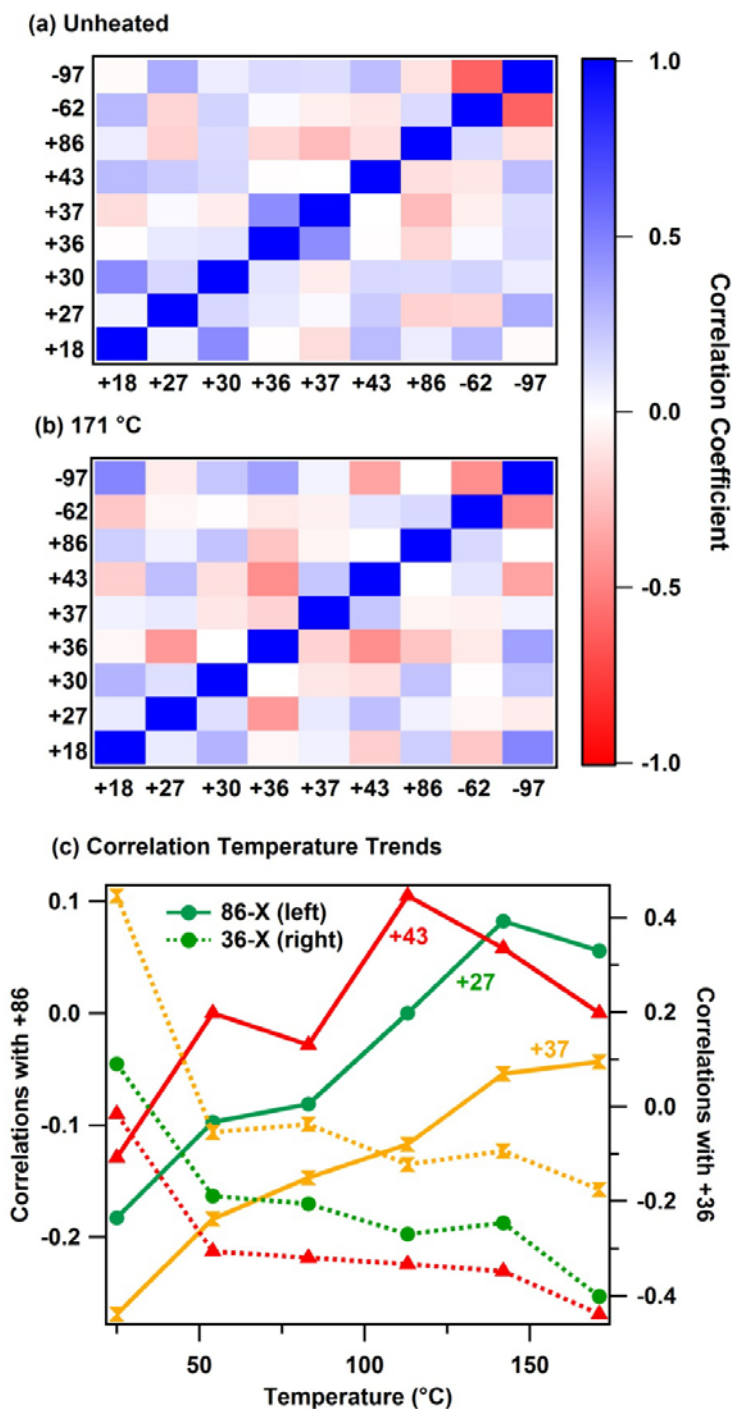 (a) Unheated
-97
-62
+86
+43
+37
+36
+30
+27
+18
+18 +27 +30 +36 +37 +43 +86 -62 -97
(b) 171 °C
-97
-62
+86
+43
+37
+36
+30
+27
+18
+18 +27 +30 +36 +37 +43 +86 -62 -97
1.0
0.5
0.0
-0.5
-1.0
Correlation Coefficient
(c) Correlation Temperature Trends
Correlations with +86
0.1
0.0
-0.1
-0.2
86-X (left)
36-X (right)
+43
+27
+37
0.4
0.2
0.0
-0.2
-0.4
Correlations with +36
50 100 150
Temperature (°C)